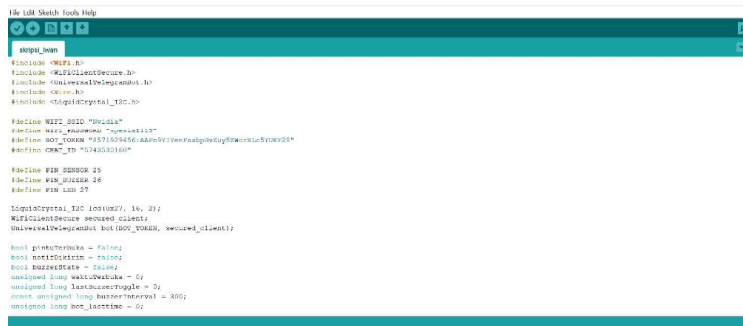 File Edit Sketch Tools Help
skripsi_Iwan
#include <WiFi.h>
#include <WiFiClientSecure.h>
#include <UniversalTelegramBot.h>
#include <Wire.h>
#include <LiquidCrystal_I2C.h>
#define WIFI_SSID "Nvidia"
#define WIFI_PASSWORD
#define BOT_TOKEN
#define CHAT_ID
#define PIN_SENSOR 25
#define PIN_BUZZER 26
#define PIN_LED 27
LiquidCrystal_I2C lcd(0x27, 16, 2);
WiFiClientSecure secured_client;
UniversalTelegramBot bot(BOT_TOKEN, secured_client);
bool pintuTerbuka = false;
bool notifDikirim = false;
bool buzzerState = false;
unsigned long waktuTerbuka = 0;
unsigned long lastBuzzerToggle = 0;
const unsigned long buzzerInterval = 300;
unsigned long bot_lasttime = 0;